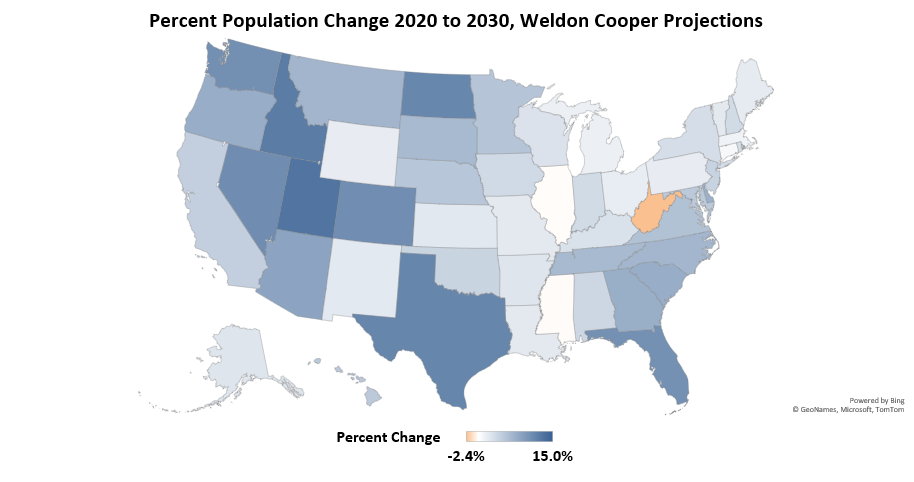 Percent Population Change 2020 to 2030, Weldon Cooper Projections
Powered by Bing
© GeoNames, Microsoft, TomTom
Percent Change
-2.4% 15.0%